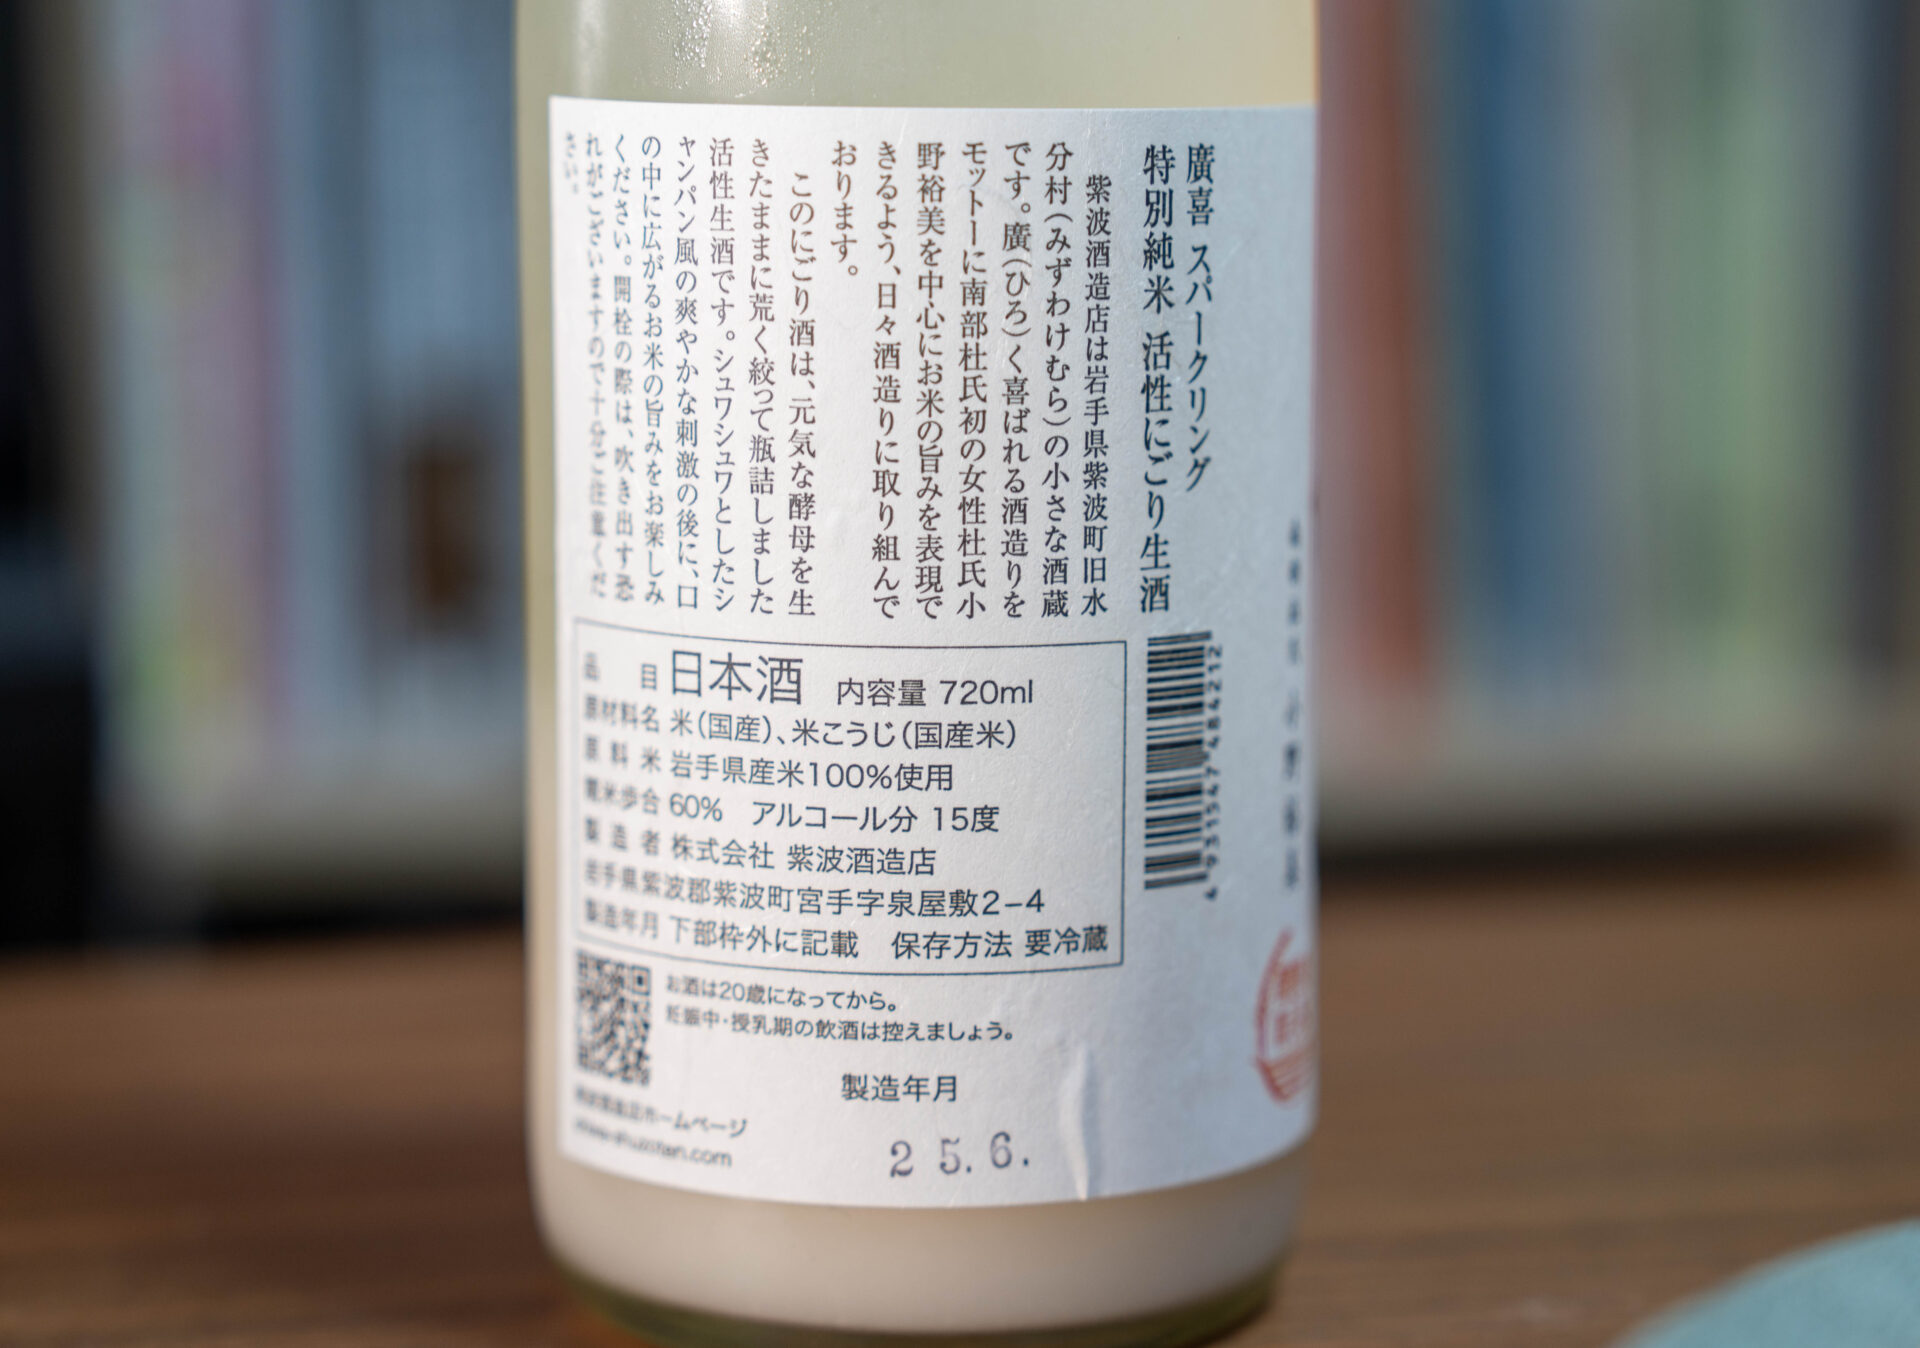 廣喜 スパークリング
特別純米 活性にごり生酒
紫波酒造店は岩手県紫波町旧水
分村（みずわけむら）の小さな酒蔵
です。廣（ひろ）く喜ばれる酒造りを
モットーに南部杜氏初の女性杜氏小
野裕美を中心にお米の旨みを表現で
きるよう、日々酒造りに取り組んで
おります。
このにごり酒は、元気な酵母を生
きたままに荒く絞って瓶詰しました
活性生酒です。シュワシュワとしたシ
ャンパン風の爽やかな刺激の後に、口
の中に広がるお米の旨みをお楽しみ
ください。開栓の際は、吹き出す恐
れがございますので十分ご注意くだ
さい。
4931547484212
品目 日本酒 内容量 720ml
原材料名 米（国産）、米こうじ（国産米）
原料米 岩手県産米100%使用
精米歩合 60% アルコール分 15度
製造者 株式会社 紫波酒造店
岩手県紫波郡紫波町宮手字泉屋敷2-4
製造年月 下部枠外に記載 保存方法 要冷蔵
お酒は20歳になってから。
妊娠中・授乳期の飲酒は控えましょう。
ホームページ
製造年月
25.6.